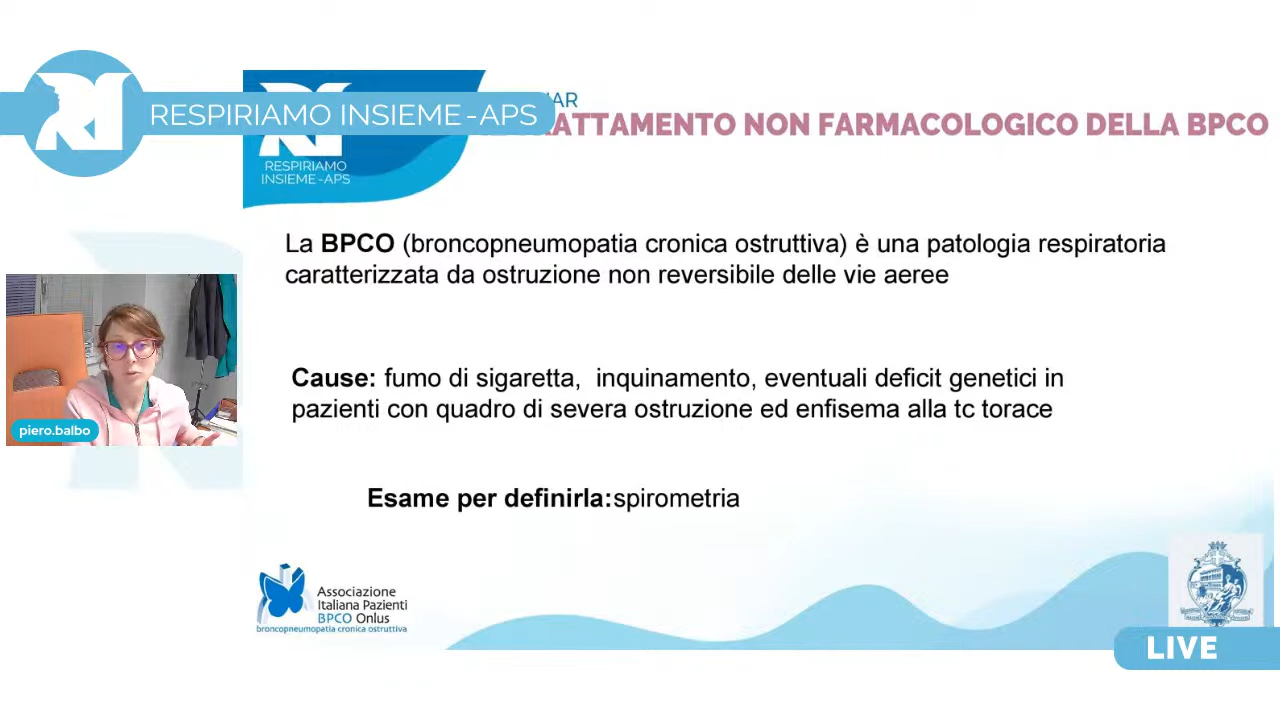 RESPIRIAMO INSIEME-APS
RESPIRIAMO
INSIEME-APS
TRATTAMENTO NON FARMACOLOGICO DELLA BPCO
La BPCO (broncopneumopatia cronica ostruttiva) è una patologia respiratoria
caratterizzata da ostruzione non reversibile delle vie aeree
Cause: fumo di sigaretta, inquinamento, eventuali deficit genetici in
pazienti con quadro di severa ostruzione ed enfisema alla tc torace
Esame per definirla:spirometria
piero.balbo
Associazione
Italiana Pazienti
BPCO Onlus
broncopneumopatia cronica ostruttiva
LIVE